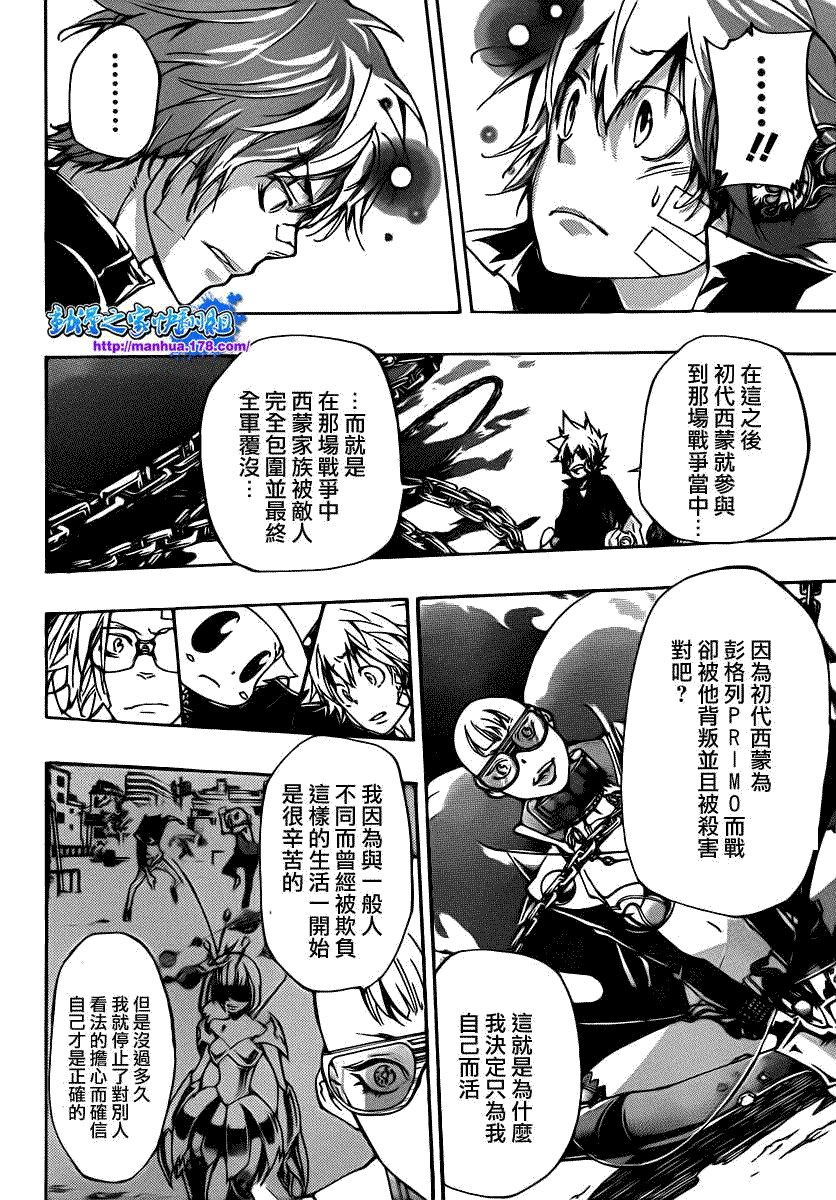 ‥‥‥‥!!
‥‥‥‥
動漫之家汉化组
http://manhua.178.com/
在這之後
初代西蒙就參與
到那場戰爭當中…
…而就是
在那場戰爭中
西蒙家族被敵人
完全包圍並最終
全軍覆沒…
因為初代西蒙為
彭格列PRIMO而戰
卻被他背叛並且被殺害
對吧?
這就是為什麼
我決定只為我
自己而活
我因為與一般人
不同而曾經被欺負
這樣的生活一開始
是很辛苦的
但是沒過多久
我就停止了對別人
看法的擔心而確信
自己才是正確的